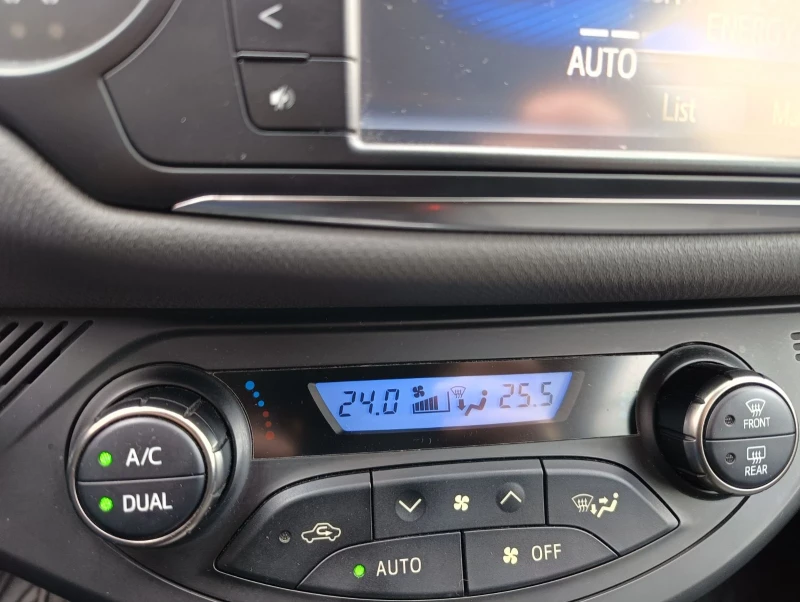 <
AUTO
List
24.0 25.5
A/C
DUAL
AUTO
OFF
FRONT
REAR